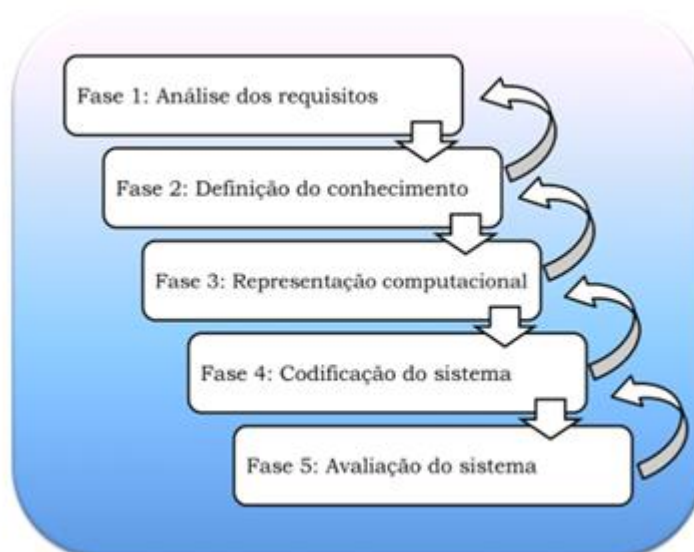 Fase 1: Análise dos requisitos
Fase 2: Definição do conhecimento
Fase 3: Representação computacional
Fase 4: Codificação do sistema
Fase 5: Avaliação do sistema